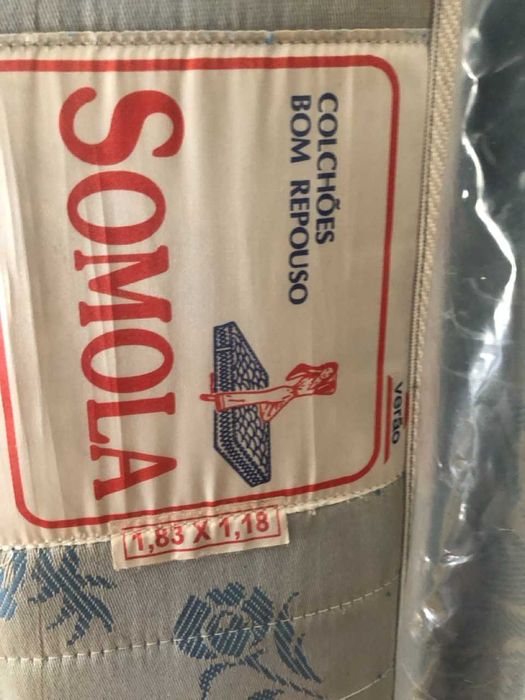 COLCHÕES
BOM REPOUSO
SOMOLA
verão
1,83 X 1,18